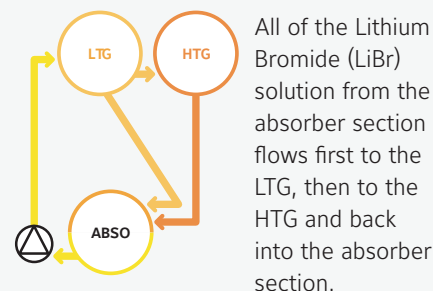 LTG
HTG
ABSO
All of the Lithium
Bromide (LiBr)
solution from the
absorber section
flows first to the
LTG, then to the
HTG and back
into the absorber
section.